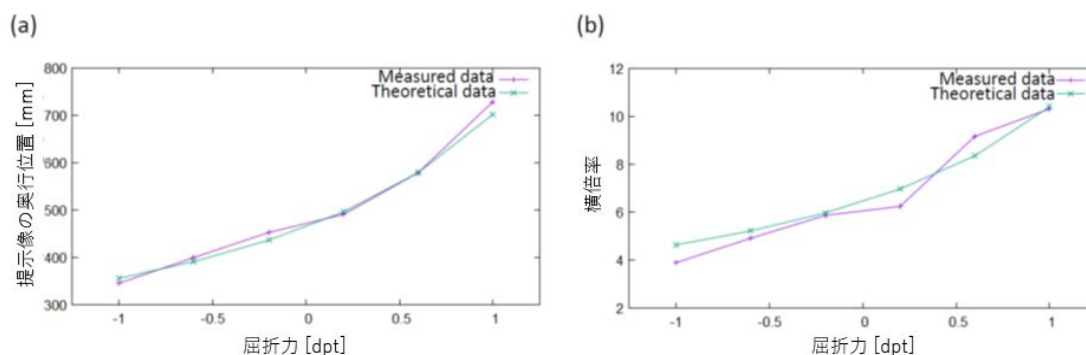 (a)
800
700
600
500
400
300
提示像の奥行位置 [mm]
Measured data
Theoretical data
-1
-0.5
0
0.5
1
屈折力 [dpt]
(b)
12
10
8
6
4
2
横倍率
Measured data
Theoretical data
-1
-0.5
0
0.5
1
屈折力 [dpt]